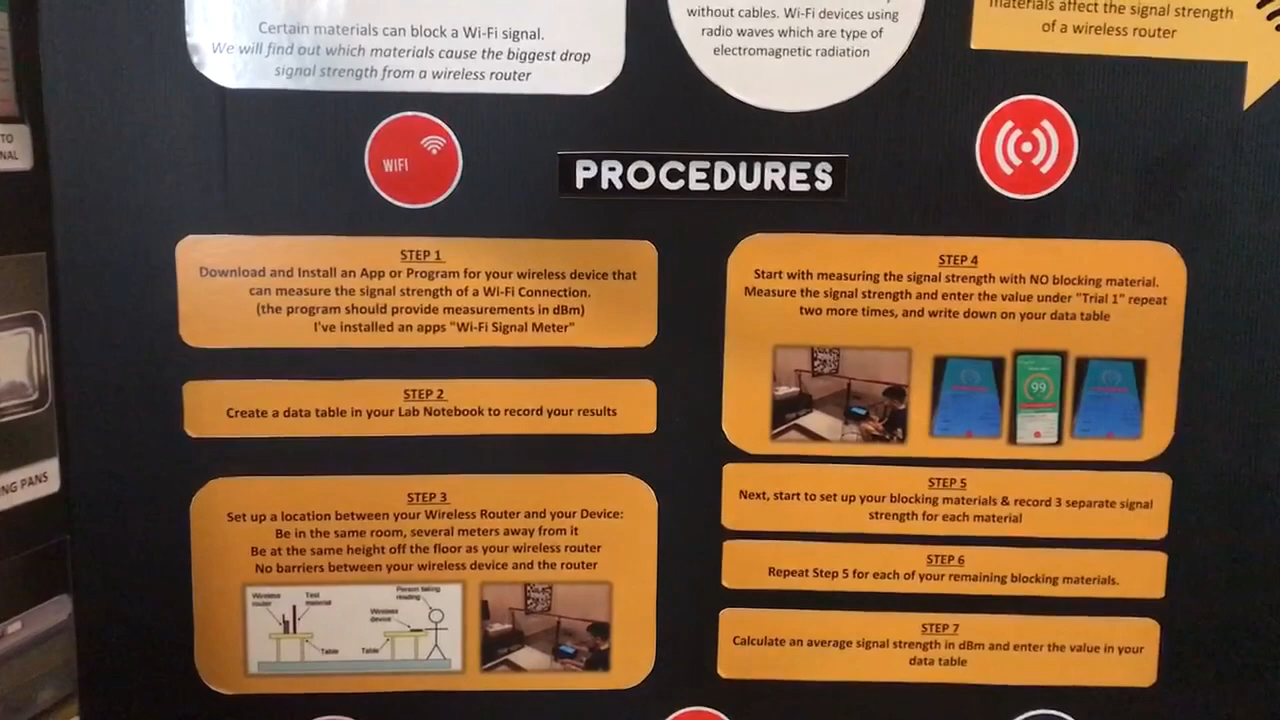 Certain materials can block a Wi-Fi signal.
We will find out which materials cause the biggest drop
signal strength from a wireless router
without cables. Wi-Fi devices using
radio waves which are type of
electromagnetic radiation
materials affect the signal strength
of a wireless router
TO
NAL
WIFI
PROCEDURES
STEP 1
Download and Install an App or Program for your wireless device that
can measure the signal strength of a Wi-Fi Connection.
(the program should provide measurements in dBm)
I've installed an apps "Wi-Fi Signal Meter"
STEP 2
Create a data table in your Lab Notebook to record your results
STEP 3
Set up a location between your Wireless Router and your Device:
Be in the same room, several meters away from it
Be at the same height off the floor as your wireless router
No barriers between your wireless device and the router
Wireless
router
Test
material
Person taking
reading
Wireless
device
Table
Table
STEP 4
Start with measuring the signal strength with NO blocking material.
Measure the signal strength and enter the value under "Trial 1" repeat
two more times, and write down on your data table
99
STEP 5
Next, start to set up your blocking materials & record 3 separate signal
strength for each material
STEP 6
Repeat Step 5 for each of your remaining blocking materials.
STEP 7
Calculate an average signal strength in dBm and enter the value in your
data table
NG PANS